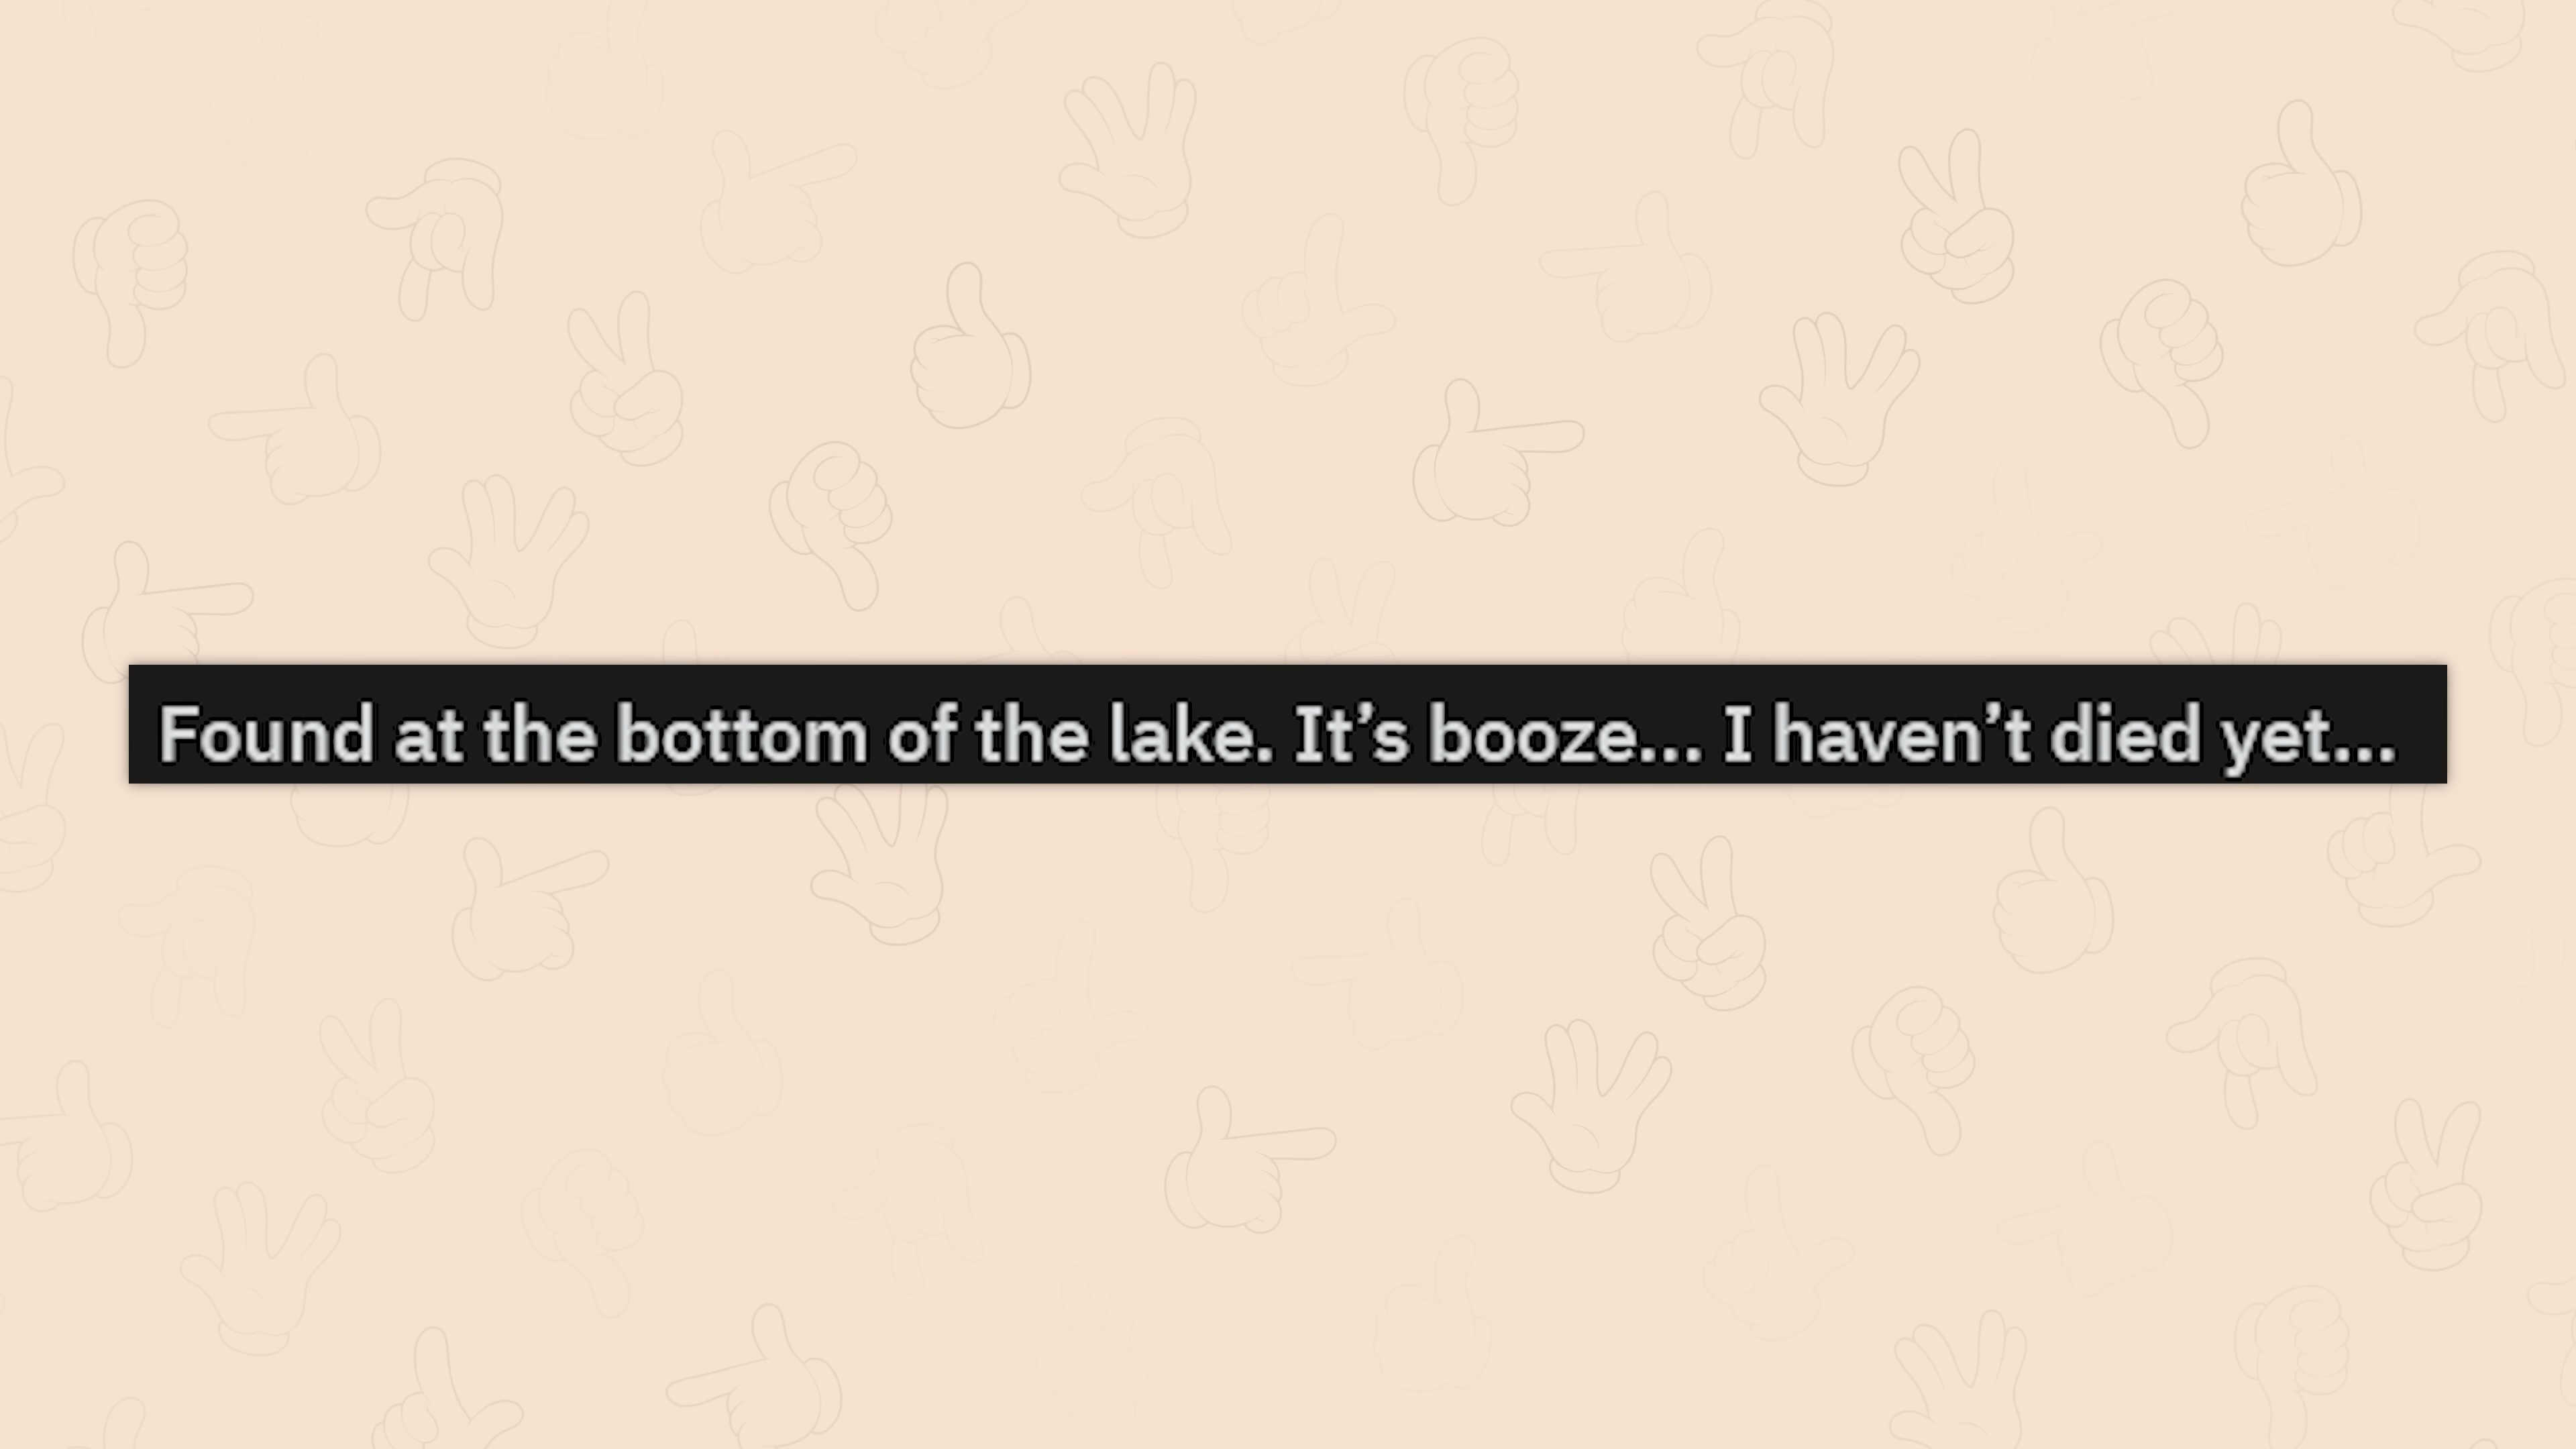 Found at the bottom of the lake. It’s booze... I haven’t died yet...